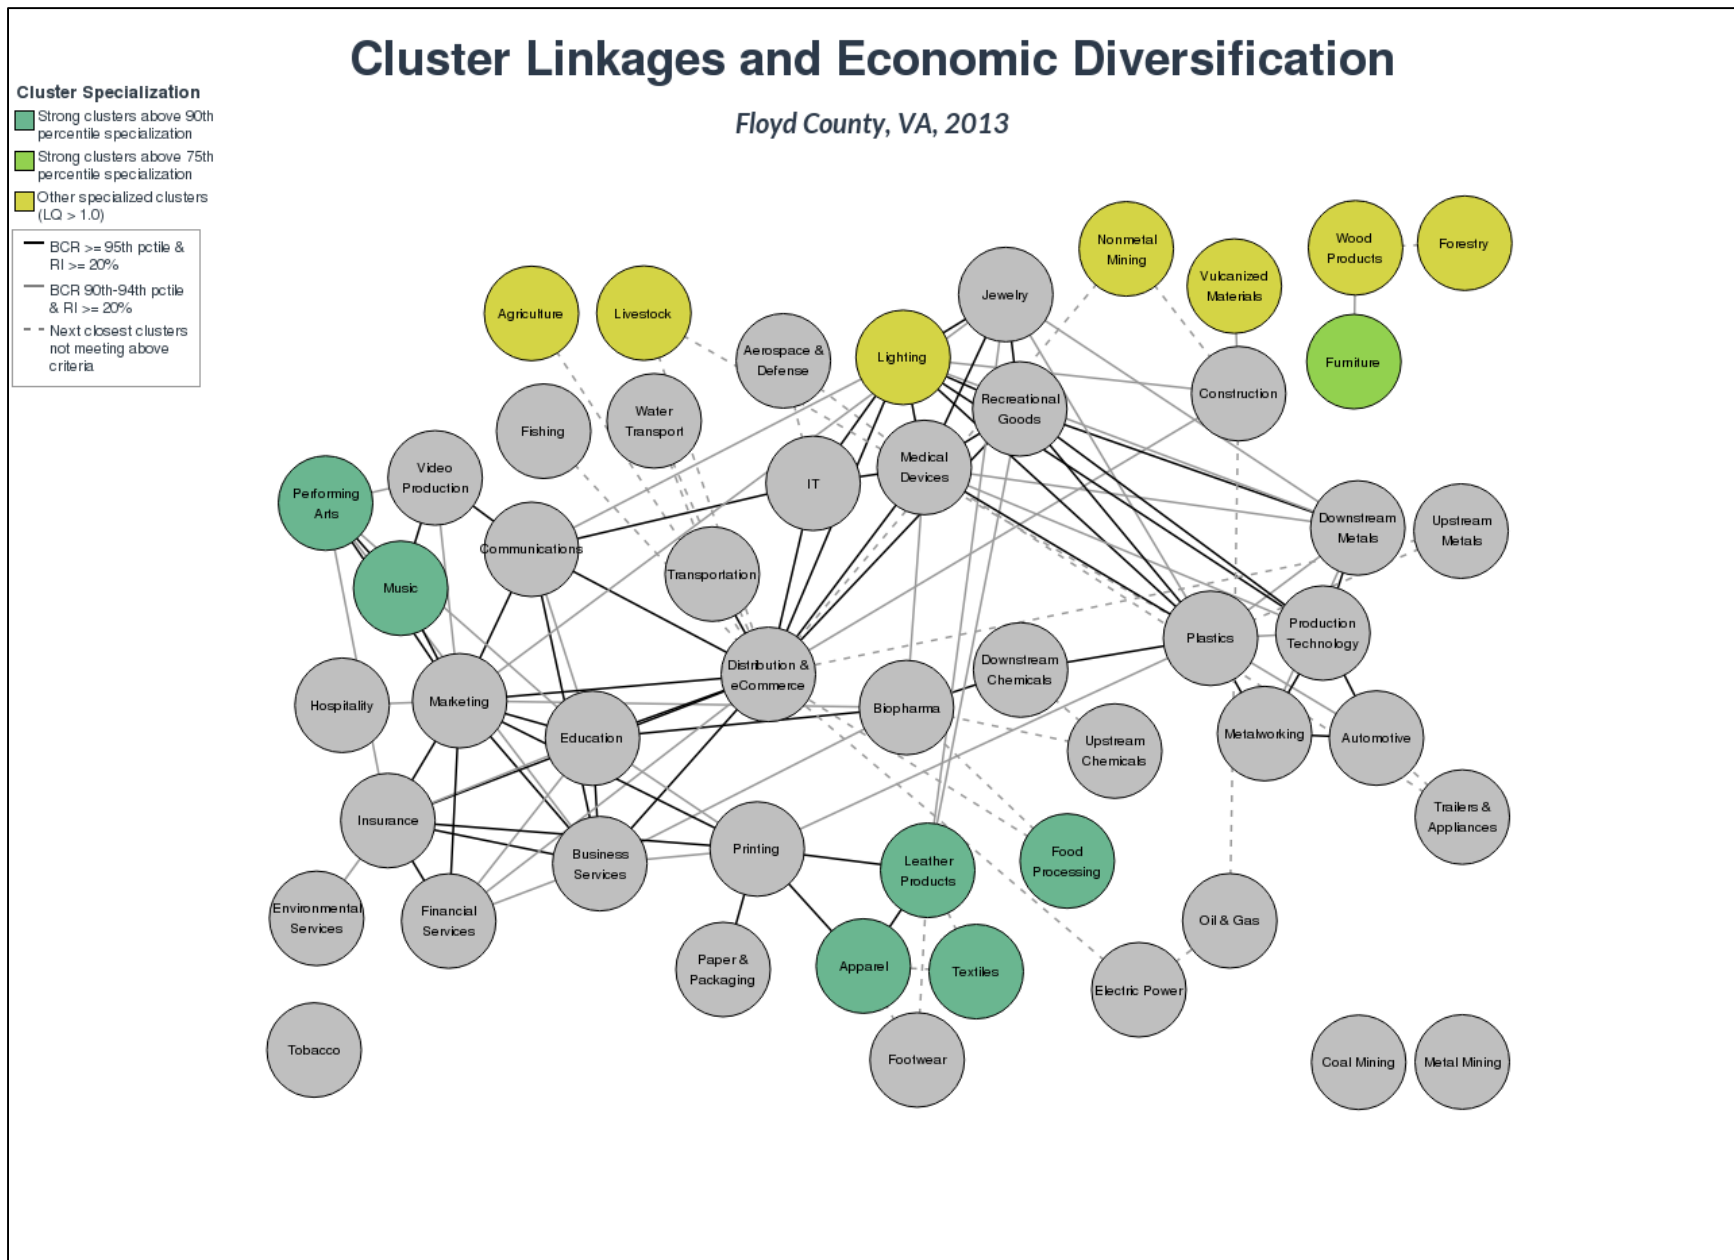 Cluster Linkages and Economic Diversification
Floyd County, VA, 2013
Cluster Specialization
Strong clusters above 90th
percentile specialization
Strong clusters above 75th
percentile specialization
Other specialized clusters
(LQ > 1.0)
BCR >= 95th pctile &
RI >= 20%
BCR 90th-94th pctile
& RI >= 20%
Next closest clusters
not meeting above
criteria
Nonmetal
Mining
Wood
Products
Forestry
Vulcanized
Materials
Jewelry
Agriculture
Livestock
Aerospace &
Defense
Lighting
Furniture
Construction
Recreational
Goods
Water
Transport
Fishing
Video
Production
Medical
Devices
IT
Performing
Arts
Downstream
Metals
Upstream
Metals
Communications
Transportation
Music
Plastics
Production
Technology
Distribution &
eCommerce
Downstream
Chemicals
Hospitality
Marketing
Biopharma
Education
Upstream
Chemicals
Metalworking
Automotive
Insurance
Trailers &
Appliances
Business
Services
Printing
Leather
Products
Food
Processing
Environmental
Services
Financial
Services
Oil & Gas
Paper &
Packaging
Apparel
Textiles
Electric Power
Tobacco
Footwear
Coal Mining
Metal Mining